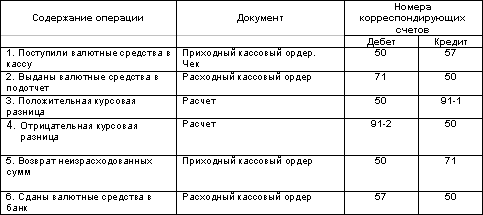 Содержание операции
Документ
Номера
корреспондирующих
счетов
Дебет
Кредит
1. Поступили валютные средства в
кассу
Приходный кассовый ордер.
Чек
50
57
2. Выданы валютные средства в
подотчет
Расходный кассовый ордер
71
50
3. Положительная курсовая
разница
Расчет
50
91-1
4. Отрицательная курсовая
разница
Расчет
91-2
50
5. Возврат неизрасходованных
сумм
Приходный кассовый ордер
50
71
6. Сданы валютные средства в
банк
Расходный кассовый ордер
57
50